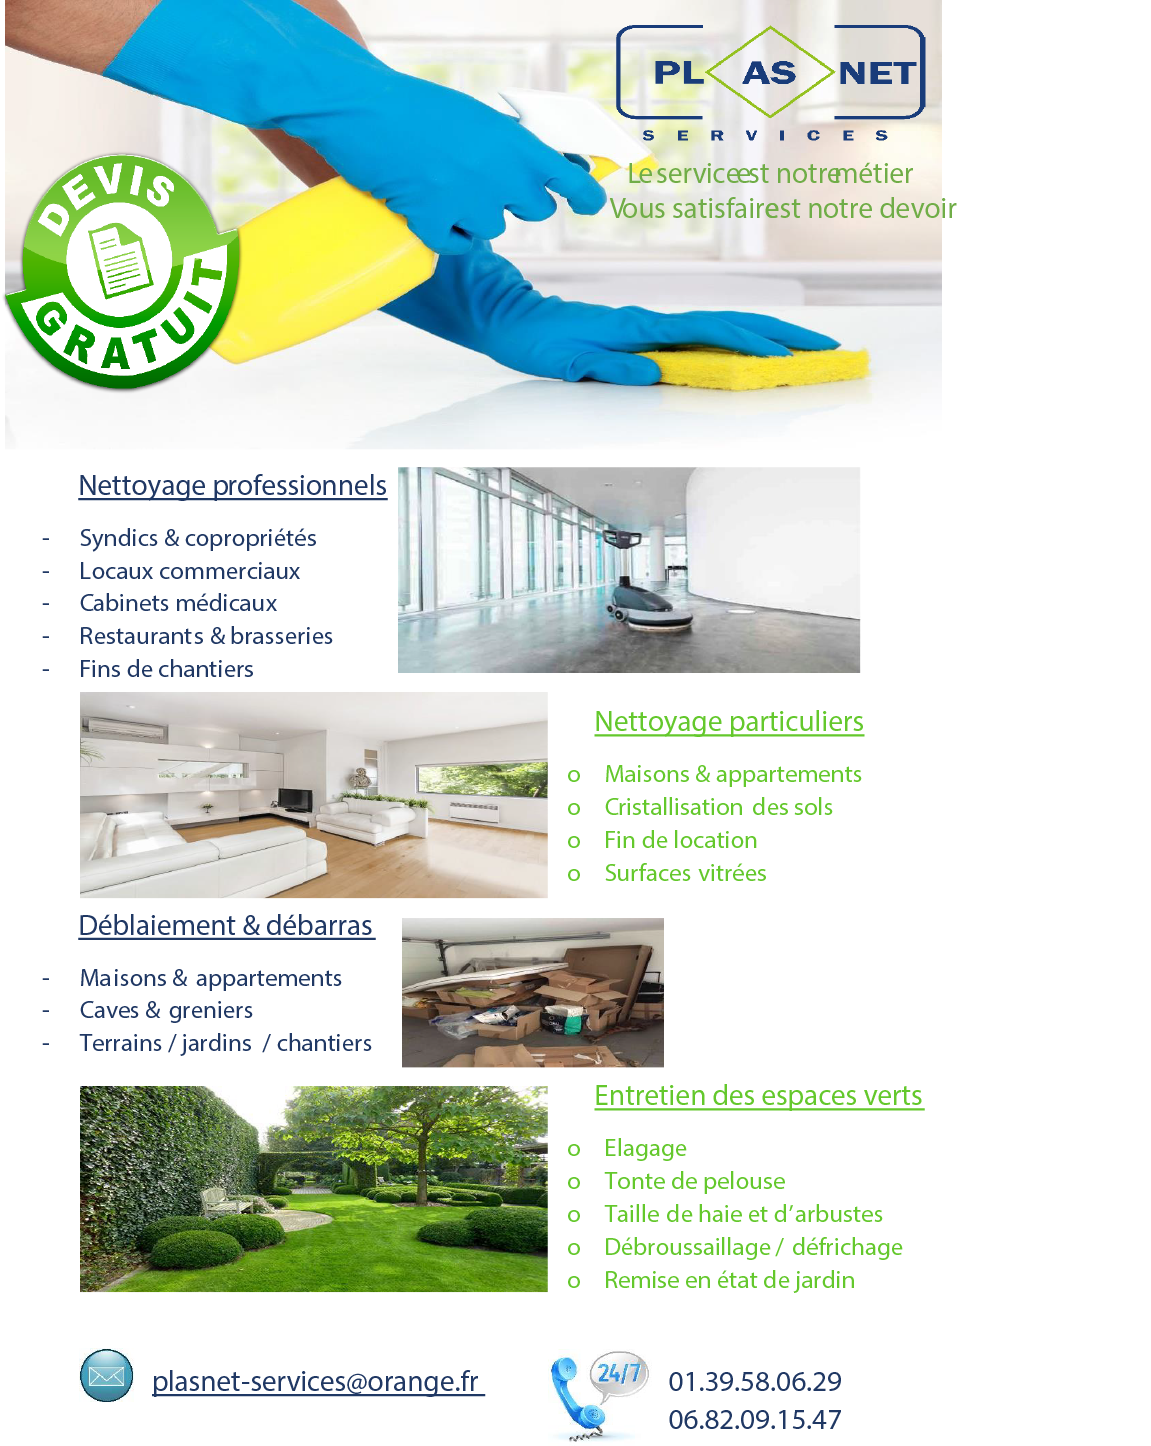 PL AS NET
SERVICES
Le service est notre métier
Vous satisfaire est notre devoir
DEVIS
GRATUIT
Nettoyage professionnels
- Syndics & copropriétés
- Locaux commerciaux
- Cabinets médicaux
- Restaurants & brasseries
- Fins de chantiers
Nettoyage particuliers
o Maisons & appartements
o Cristallisation des sols
o Fin de location
o Surfaces vitrées
Déblaiement & débarras
- Maisons & appartements
- Caves & greniers
- Terrains / jardins / chantiers
Entretien des espaces verts
o Elagage
o Tonte de pelouse
o Taille de haie et d’arbustes
o Débroussaillage / défrichage
o Remise en état de jardin
plasnet-services@orange.fr
24/7
01.39.58.06.29
06.82.09.15.47